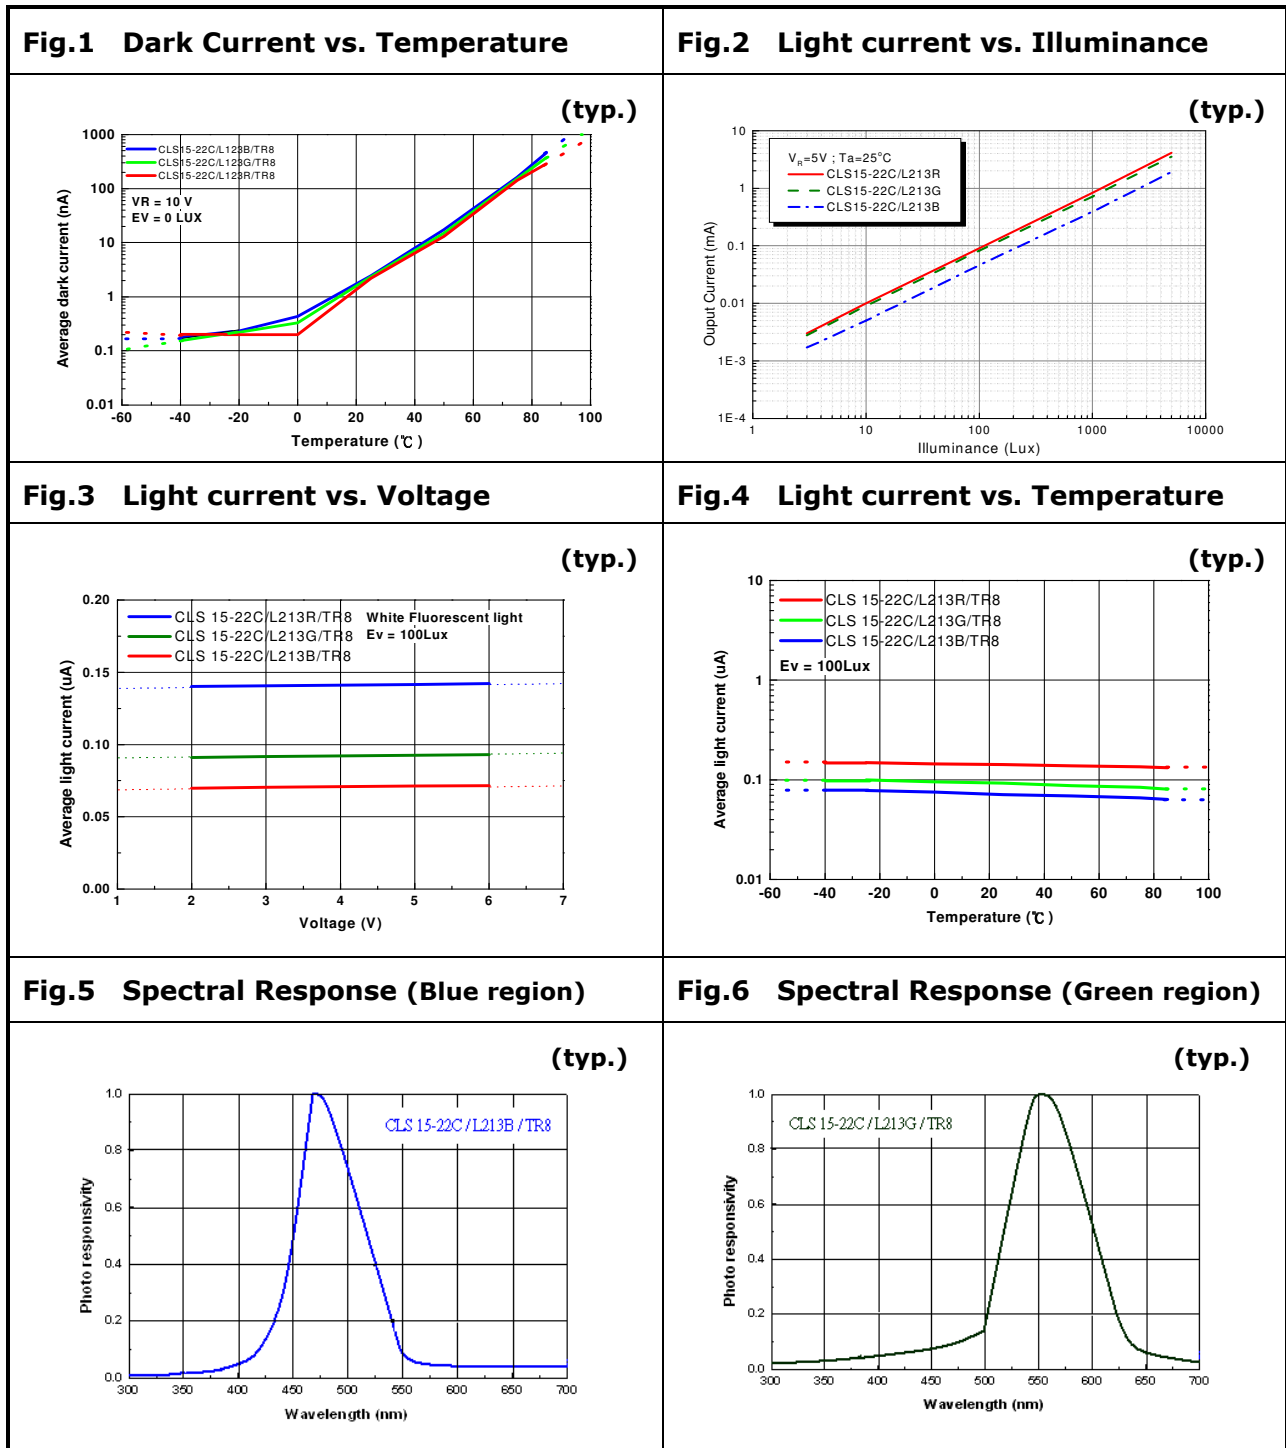 Fig.1 Dark Current vs. Temperature
Fig.2 Light current vs. Illuminance
(typ.)
1000
100
10
1
0.1
0.01
Average dark current (nA)
CLS15-22C/L123B/TR8
CLS15-22C/L123G/TR8
CLS15-22C/L123R/TR8
VR = 10 V
EV = 0 LUX
-60 -40 -20 0 20 40 60 80 100
Temperature (℃ )
(typ.)
10
1
0.1
0.01
1E-3
1E-4
Ouput Current (mA)
VR=5V ; Ta=25°C
CLS15-22C/L213R
CLS15-22C/L213G
CLS15-22C/L213B
1 10 100 1000 10000
Illuminance (Lux)
Fig.3 Light current vs. Voltage
Fig.4 Light current vs. Temperature
(typ.)
0.20
0.15
0.10
0.05
0.00
Average light current (uA)
CLS 15-22C/L213R/TR8 White Fluorescent light
CLS 15-22C/L213G/TR8 Ev = 100Lux
CLS 15-22C/L213B/TR8
1 2 3 4 5 6 7
Voltage (V)
(typ.)
10
1
0.1
0.01
Average light current (uA)
CLS 15-22C/L213R/TR8
CLS 15-22C/L213G/TR8
CLS 15-22C/L213B/TR8
Ev = 100Lux
-60 -40 -20 0 20 40 60 80 100
Temperature (℃ )
Fig.5 Spectral Response (Blue region)
Fig.6 Spectral Response (Green region)
(typ.)
1.0
0.8
0.6
0.4
0.2
0.0
Photo responsivity
CLS 15-22C / L213B / TR8
300 350 400 450 500 550 600 650 700
Wavelength (nm)
(typ.)
1.0
0.8
0.6
0.4
0.2
0.0
Photo responsivity
CLS 15-22C / L213G / TR8
300 350 400 450 500 550 600 650 700
Wavelength (nm)